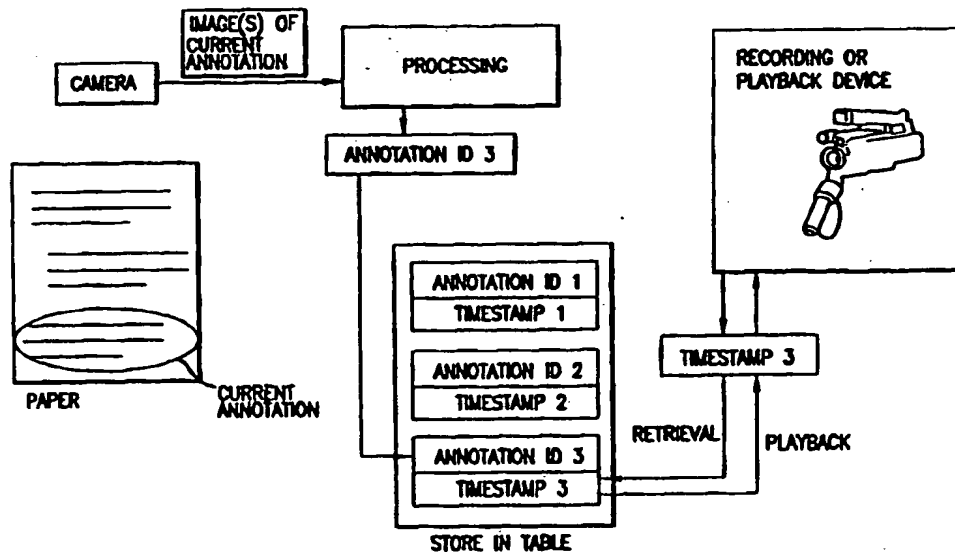 IMAGE(S) OF
CURRENT
ANNOTATION
CAMERA
PROCESSING
RECORDING OR
PLAYBACK DEVICE
ANNOTATION ID 3
ANNOTATION ID 1
TIMESTAMP 1
ANNOTATION ID 2
TIMESTAMP 2
ANNOTATION ID 3
TIMESTAMP 3
TIMESTAMP 3
RETRIEVAL
PLAYBACK
PAPER
CURRENT
ANNOTATION
STORE IN TABLE